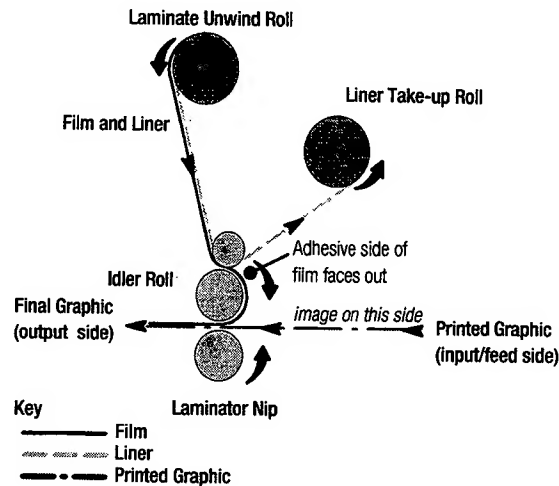 Laminate Unwind Roll
Liner Take-up Roll
Film and Liner
Adhesive side of
film faces out
Idler Roll
Final Graphic
(output side)
image on this side
Printed Graphic
(input/feed side)
Laminator Nip
Key
Film
Liner
Printed Graphic